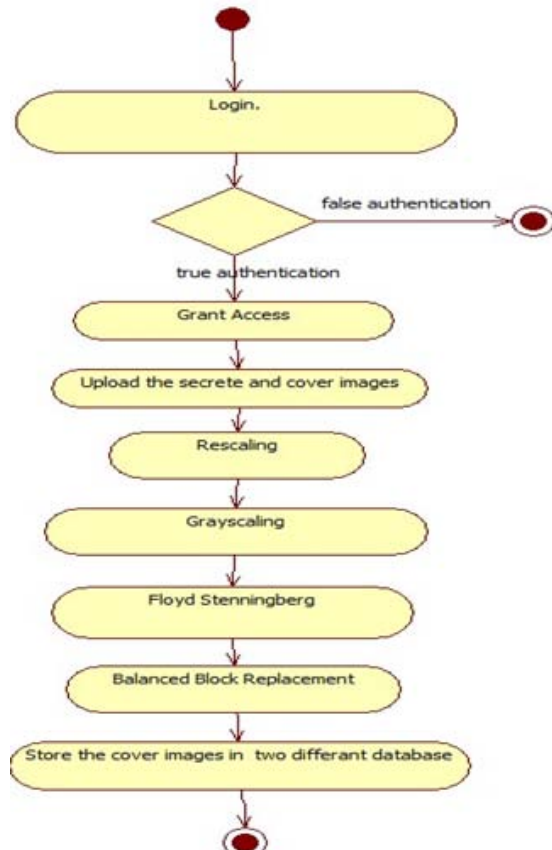 Login.
false authentication
true authentication
Grant Access
Upload the secrete and cover images
Rescaling
Grayscaling
Floyd Stenningberg
Balanced Block Replacement
Store the cover images in two differant database